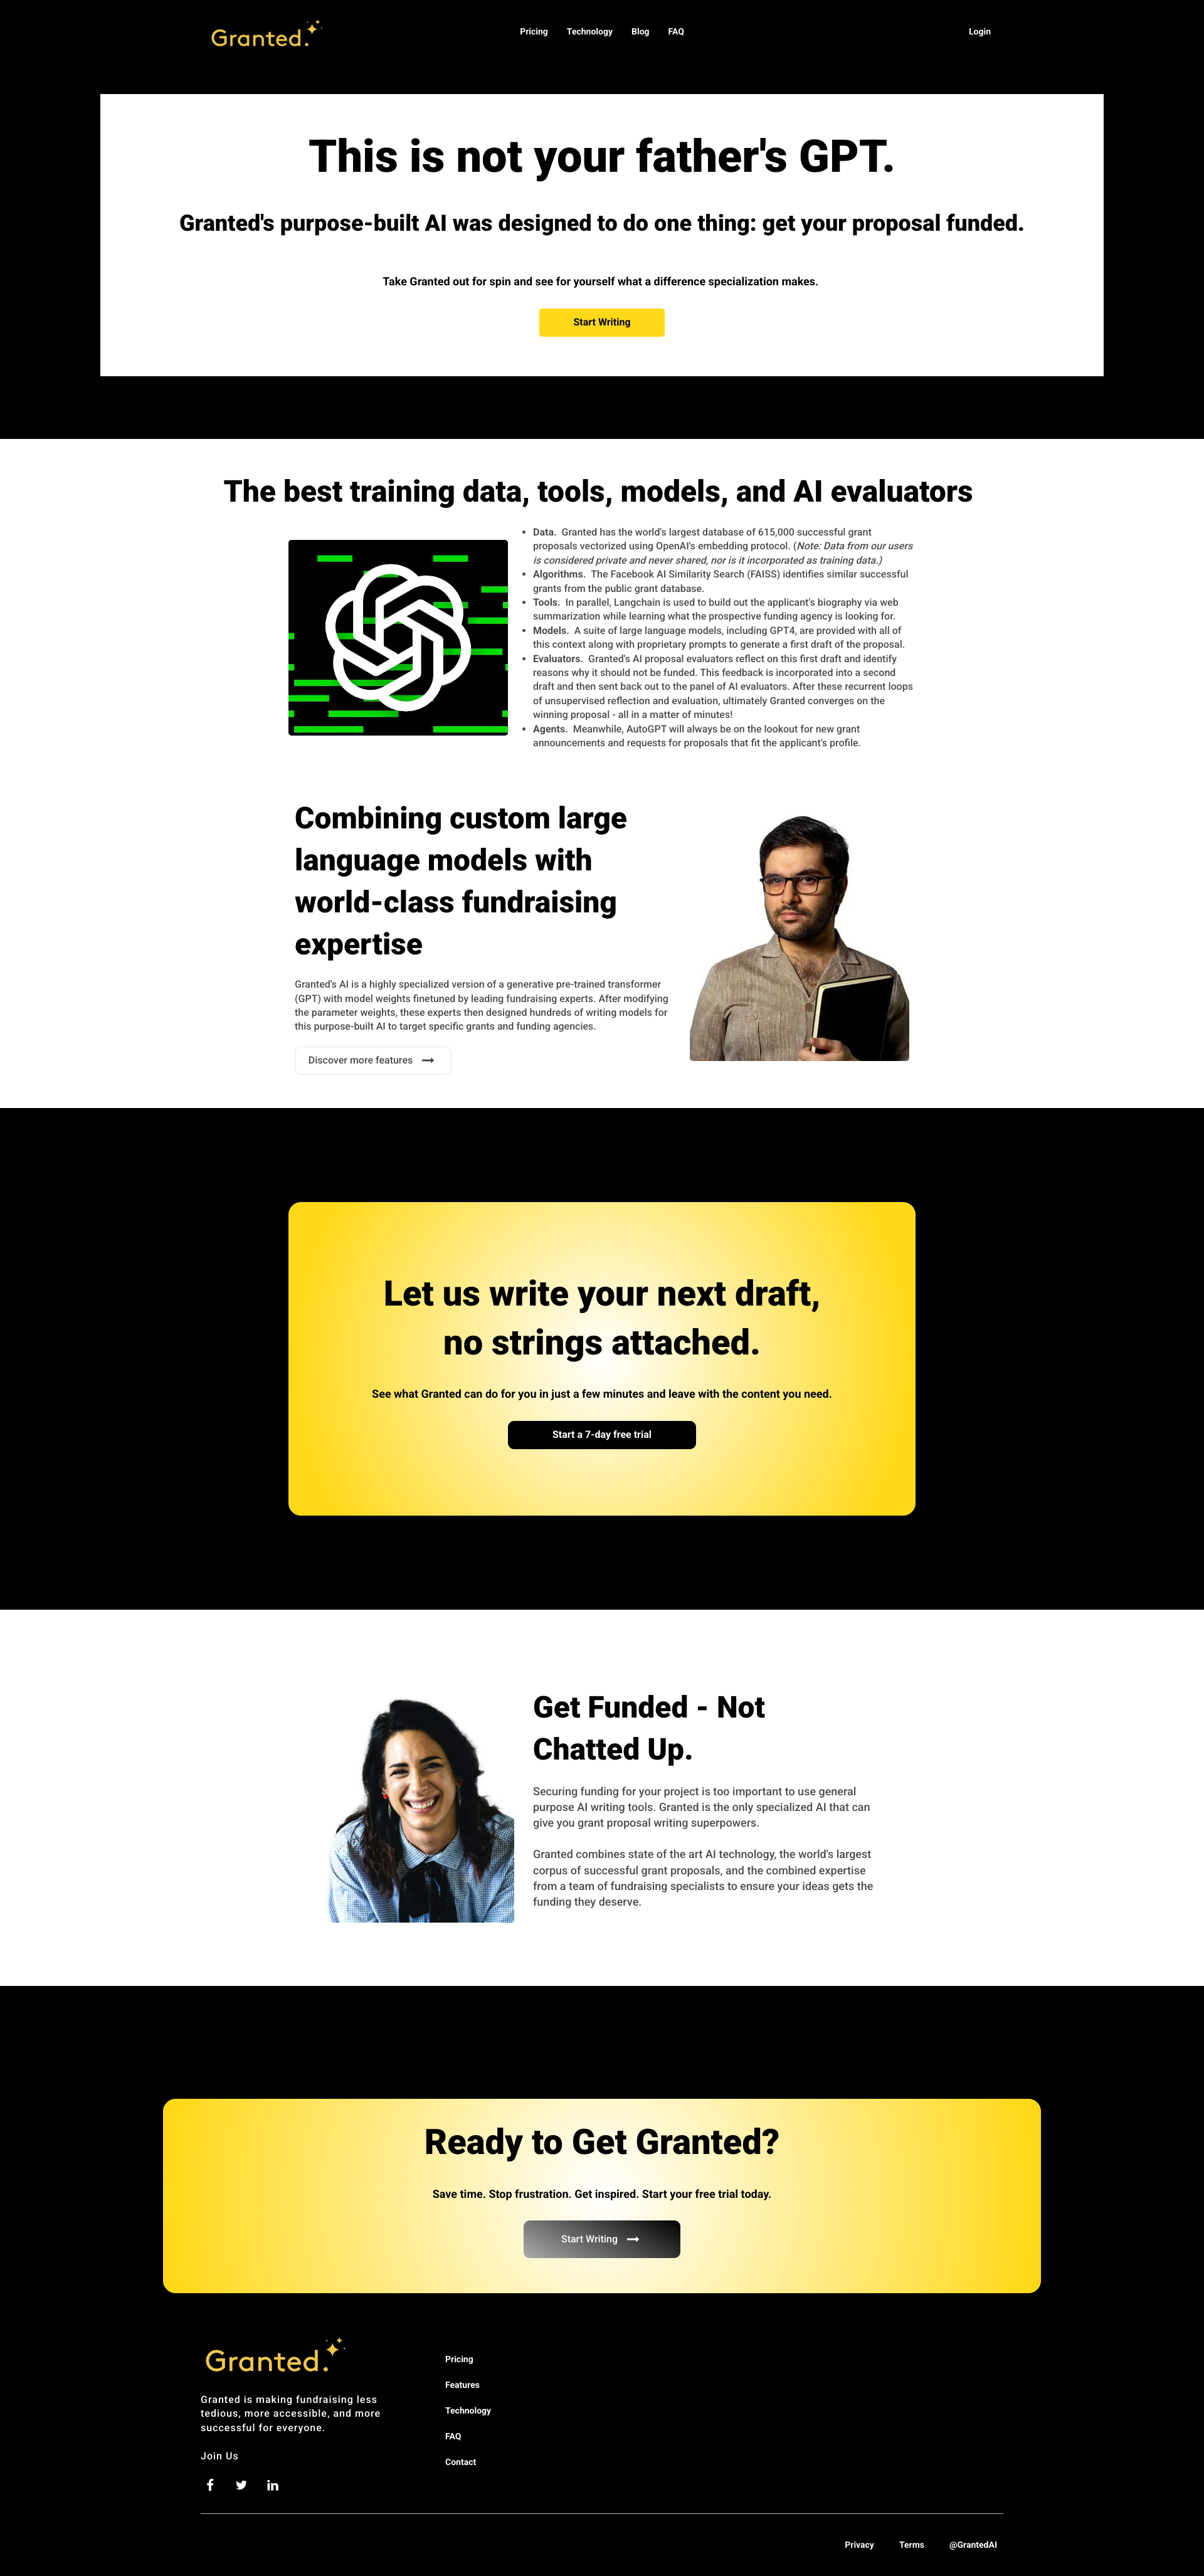 Granted.
Pricing Technology Blog FAQ
Login
This is not your father's GPT.
Granted's purpose-built AI was designed to do one thing: get your proposal funded.
Take Granted out for spin and see for yourself what a difference specialization makes.
Start Writing
The best training data, tools, models, and AI evaluators
• Data. Granted has the world's largest database of 615,000 successful grant
proposals vectorized using OpenAI's embedding protocol. (Note: Data from our users
is considered private and never shared, nor is it incorporated as training data.)
• Algorithms. The Facebook AI Similarity Search (FAISS) identifies similar successful
grants from the public grant database.
• Tools. In parallel, Langchain is used to build out the applicant's biography via web
summarization while learning what the prospective funding agency is looking for.
• Models. A suite of large language models, including GPT4, are provided with all of
this context along with proprietary prompts to generate a first draft of the proposal.
• Evaluators. Granted's AI proposal evaluators reflect on this first draft and identify
reasons why it should not be funded. This feedback is incorporated into a second
draft and then sent back out to the panel of AI evaluators. After these recurrent loops
of unsupervised reflection and evaluation, ultimately Granted converges on the
winning proposal - all in a matter of minutes!
• Agents. Meanwhile, AutoGPT will always be on the lookout for new grant
announcements and requests for proposals that fit the applicant's profile.
Combining custom large
language models with
world-class fundraising
expertise
Granted's AI is a highly specialized version of a generative pre-trained transformer
(GPT) with model weights finetuned by leading fundraising experts. After modifying
the parameter weights, these experts then designed hundreds of writing models for
this purpose-built AI to target specific grants and funding agencies.
Discover more features
Let us write your next draft,
no strings attached.
See what Granted can do for you in just a few minutes and leave with the content you need.
Start a 7-day free trial
Get Funded - Not
Chatted Up.
Securing funding for your project is too important to use general
purpose AI writing tools. Granted is the only specialized AI that can
give you grant proposal writing superpowers.
Granted combines state of the art AI technology, the world's largest
corpus of successful grant proposals, and the combined expertise
from a team of fundraising specialists to ensure your ideas gets the
funding they deserve.
Ready to Get Granted?
Save time. Stop frustration. Get inspired. Start your free trial today.
Start Writing
Granted.
Granted is making fundraising less
tedious, more accessible, and more
successful for everyone.
Join Us
Pricing
Features
Technology
FAQ
Contact
Privacy Terms @GrantedAI